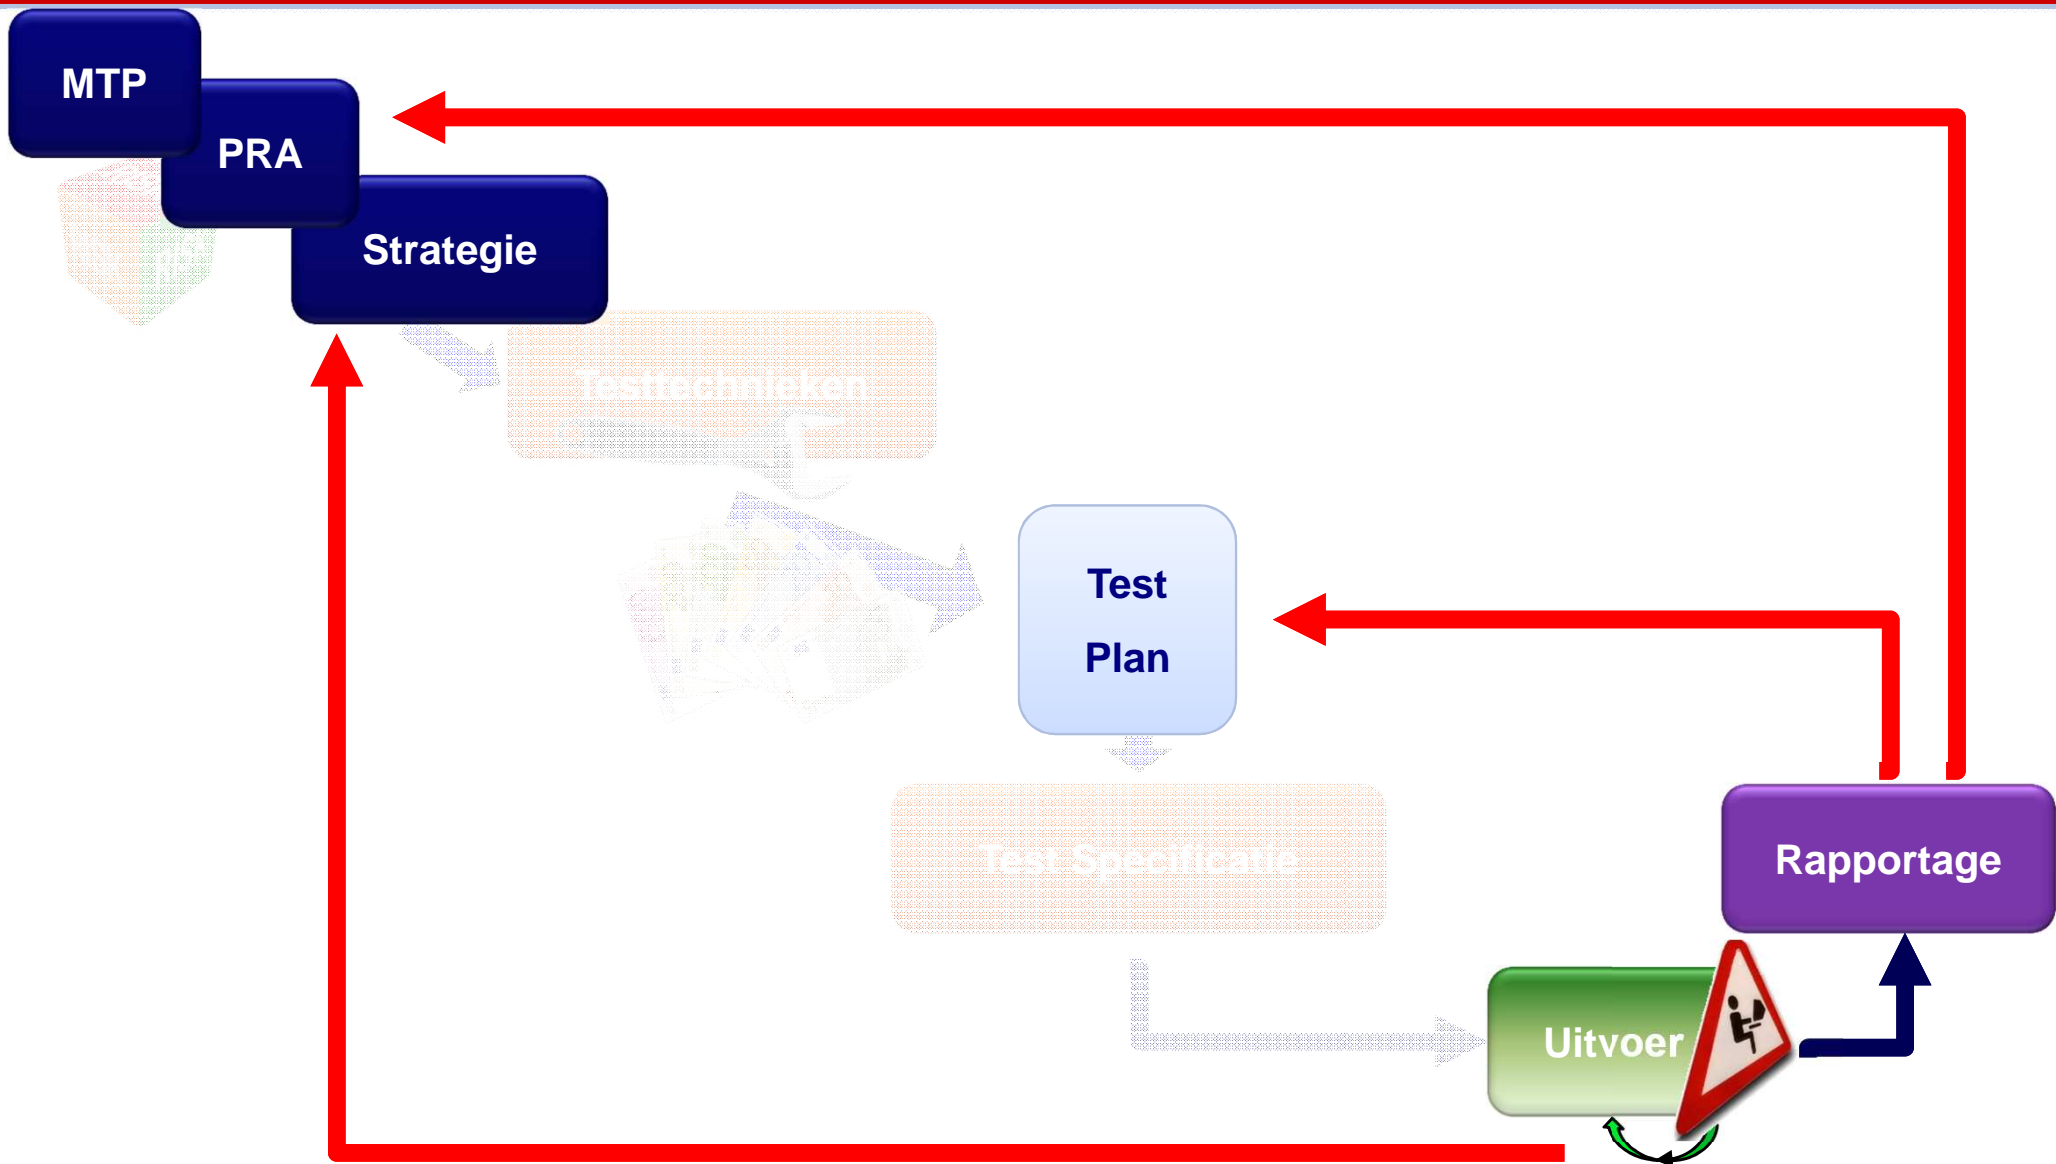 MTP
PRA
Strategie
Testtechnieken
Test
Plan
Test Specificatie
Rapportage
Uitvoer